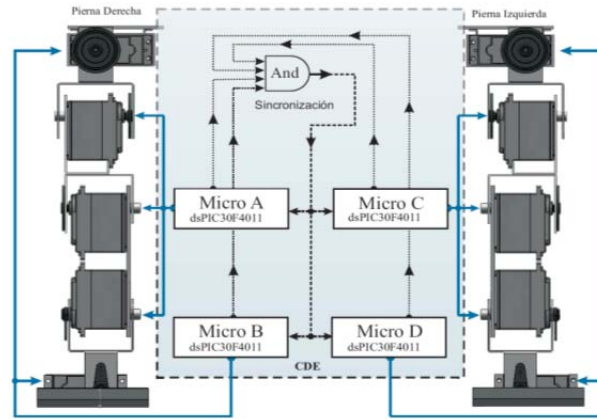 Pierna Derecha
Pierna Izquierda
And
Sincronización
Micro A
dsPIC30F4011
Micro C
dsPIC30F4011
Micro B
dsPIC30F4011
Micro D
dsPIC30F4011
CDE